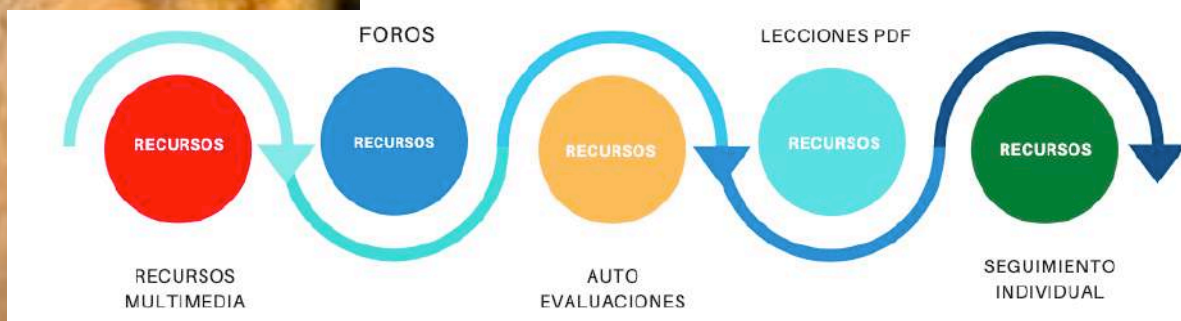 FOROS
LECCIONES PDF
RECURSOS
RECURSOS
RECURSOS
RECURSOS
RECURSOS
RECURSOS
MULTIMEDIA
AUTO
EVALUACIONES
SEGUIMIENTO
INDIVIDUAL